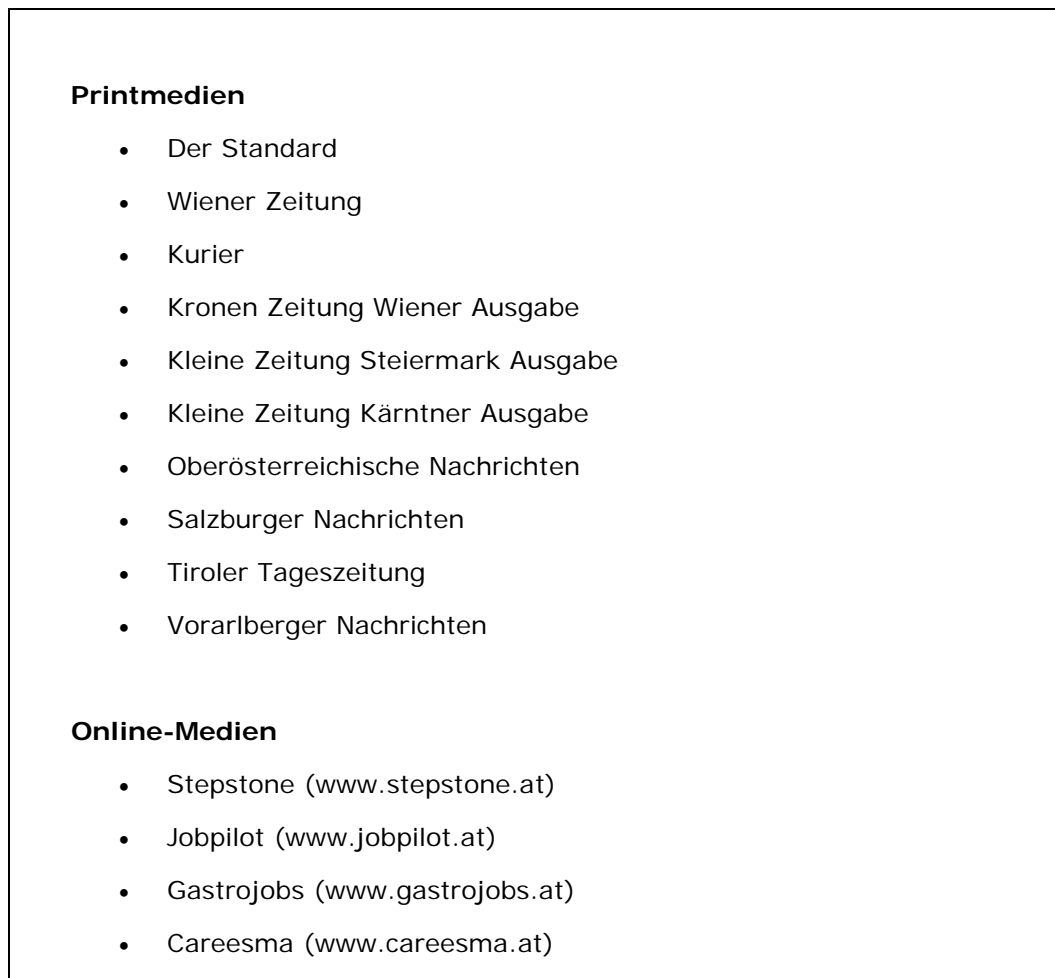 Printmedien
• Der Standard
• Wiener Zeitung
• Kurier
• Kronen Zeitung Wiener Ausgabe
• Kleine Zeitung Steiermark Ausgabe
• Kleine Zeitung Kärntner Ausgabe
• Oberösterreichische Nachrichten
• Salzburger Nachrichten
• Tiroler Tageszeitung
• Vorarlberger Nachrichten
Online-Medien
• Stepstone (www.stepstone.at)
• Jobpilot (www.jobpilot.at)
• Gastrojobs (www.gastrojobs.at)
• Careesma (www.careesma.at)